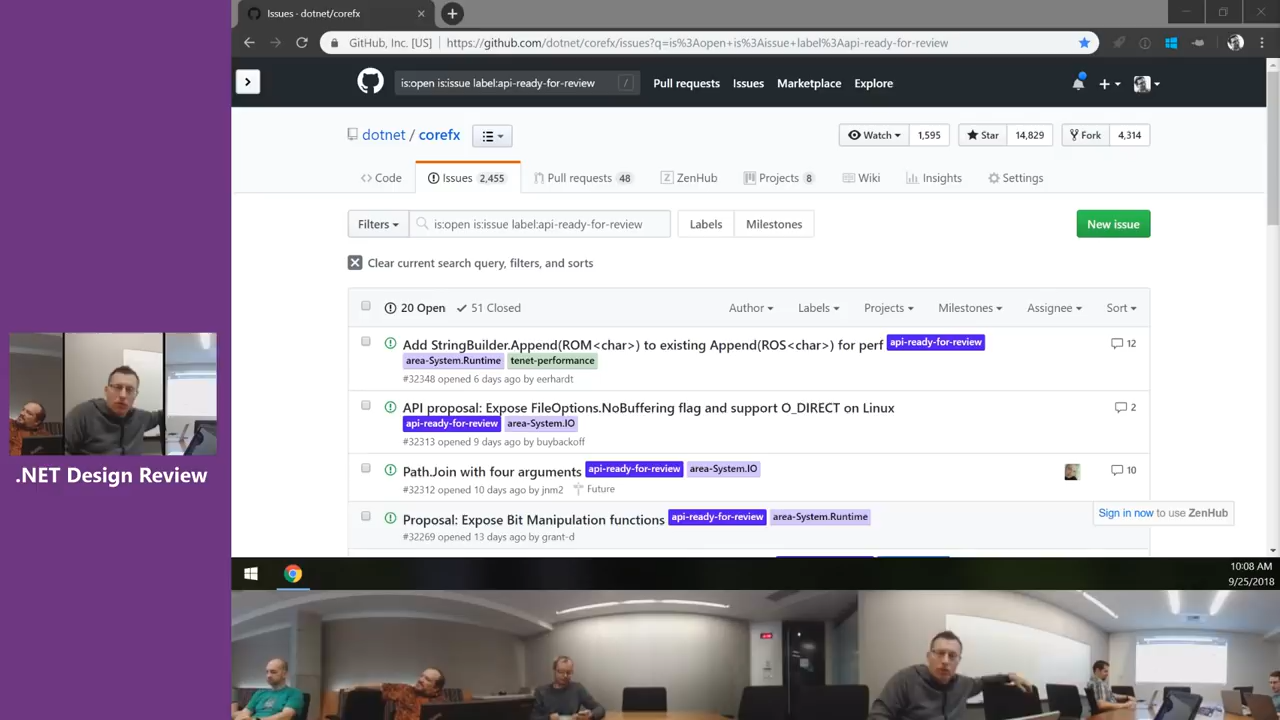 Issues - dotnet/corefx
GitHub, Inc. [US] https://github.com/dotnet/corefx/issues?q=is%3Aopen+is%3Aissue+label%3Aapi-ready-for-review
is:open is:issue label:api-ready-for-review / Pull requests Issues Marketplace Explore
dotnet / corefx Watch 1,595 Star 14,829 Fork 4,314
Code Issues 2,455 Pull requests 48 ZenHub Projects 8 Wiki Insights Settings
Filters is:open is:issue label:api-ready-for-review Labels Milestones New issue
Clear current search query, filters, and sorts
20 Open 51 Closed Author Labels Projects Milestones Assignee Sort
Add StringBuilder.Append(ROM<char>) to existing Append(ROS<char>) for perf api-ready-for-review 12
area-System.Runtime tenet-performance
#32348 opened 6 days ago by eerhardt
API proposal: Expose FileOptions.NoBuffering flag and support O_DIRECT on Linux 2
api-ready-for-review area-System.IO
#32313 opened 9 days ago by buybackoff
Path.Join with four arguments api-ready-for-review area-System.IO 10
#32312 opened 10 days ago by jnm2 Future
Proposal: Expose Bit Manipulation functions api-ready-for-review area-System.Runtime
#32269 opened 13 days ago by grant-d
Sign in now to use ZenHub
.NET Design Review
10:08 AM
9/25/2018